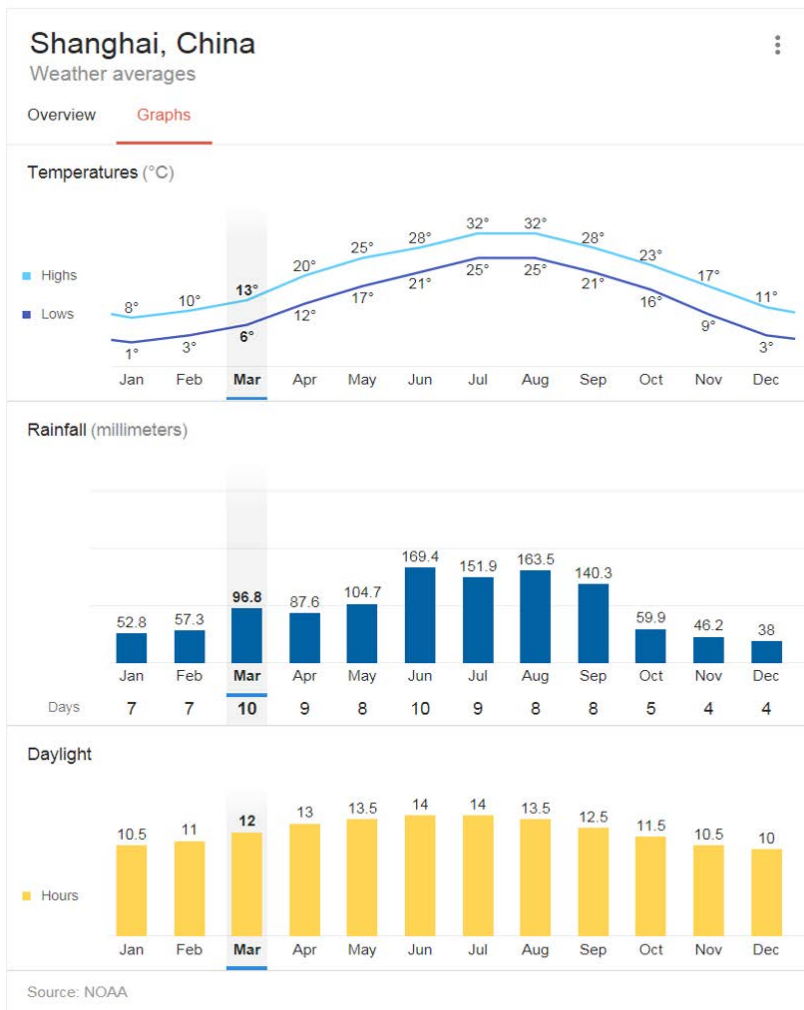 Shanghai, China
Weather averages
Overview Graphs
Temperatures (°C)
32° 32°
28° 28°
25° 23°
20° 17°
13° 11°
8° 10°
Highs
Lows
25° 25°
21° 21°
17° 16°
12° 9°
6° 3°
1° 3°
Jan Feb Mar Apr May Jun Jul Aug Sep Oct Nov Dec
Rainfall (millimeters)
52.8 57.3 96.8 87.6 104.7 169.4 151.9 163.5 140.3 59.9 46.2 38
Jan Feb Mar Apr May Jun Jul Aug Sep Oct Nov Dec
Days 7 7 10 9 8 10 9 8 8 5 4 4
Daylight
10.5 11 12 13 13.5 14 14 13.5 12.5 11.5 10.5 10
Hours
Jan Feb Mar Apr May Jun Jul Aug Sep Oct Nov Dec
Source: NOAA